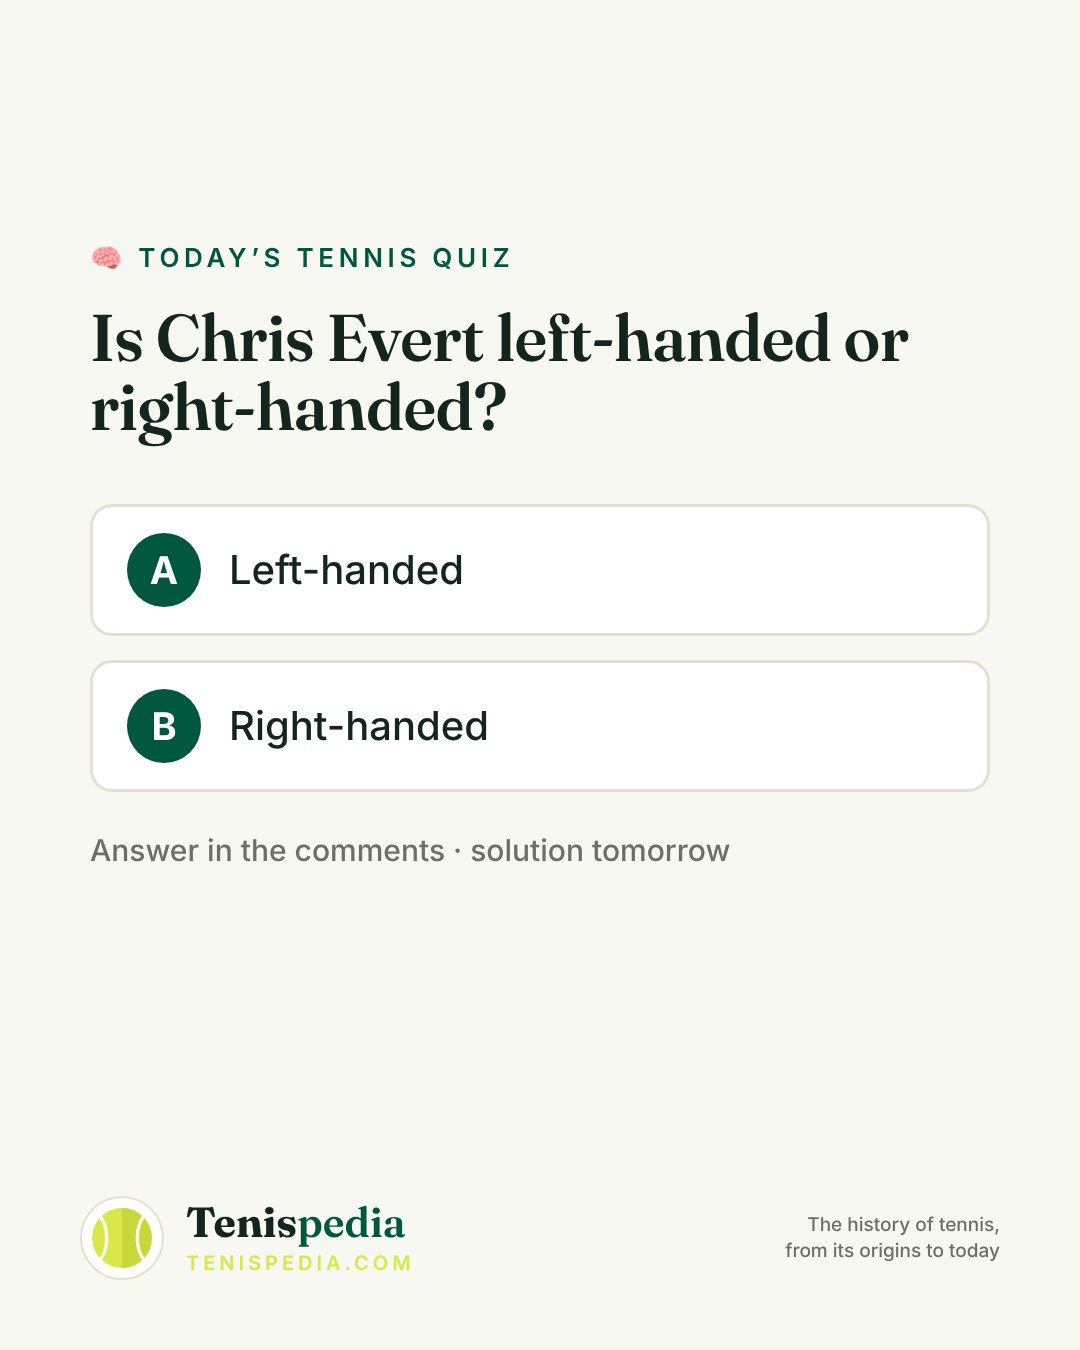 🧠 TODAY’S TENNIS QUIZ
Is Chris Evert left-handed or
right-handed?
A Left-handed
B Right-handed
Answer in the comments · solution tomorrow
Tenispedia
TENISPEDIA.COM
The history of tennis,
from its origins to today